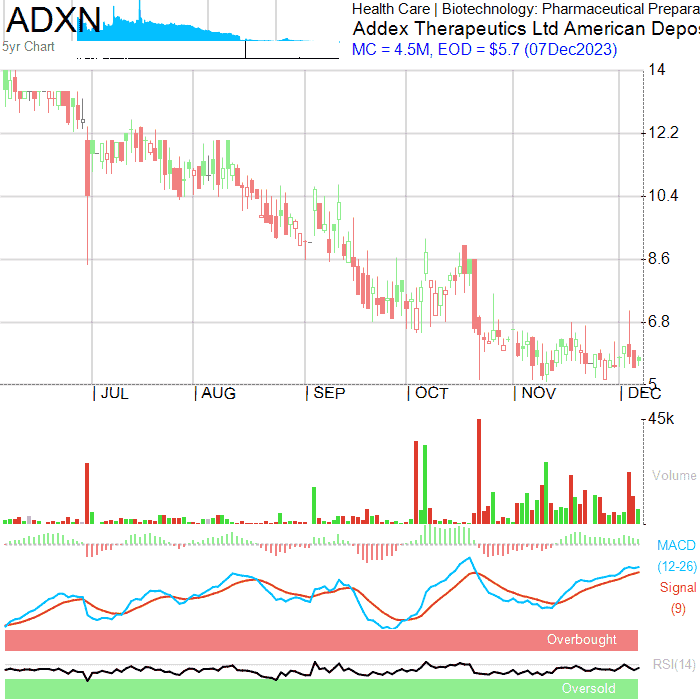 ADXN
5yr Chart
Health Care | Biotechnology: Pharmaceutical Prepara
Addex Therapeutics Ltd American Depos
MC = 4.5M, EOD = $5.7 (07Dec2023)
14
12.2
10.4
8.6
6.8
5
| JUL | AUG | SEP | OCT | NOV | DEC
45k
Volume
MACD
(12-26)
Signal
(9)
Overbought
RSI(14)
Oversold